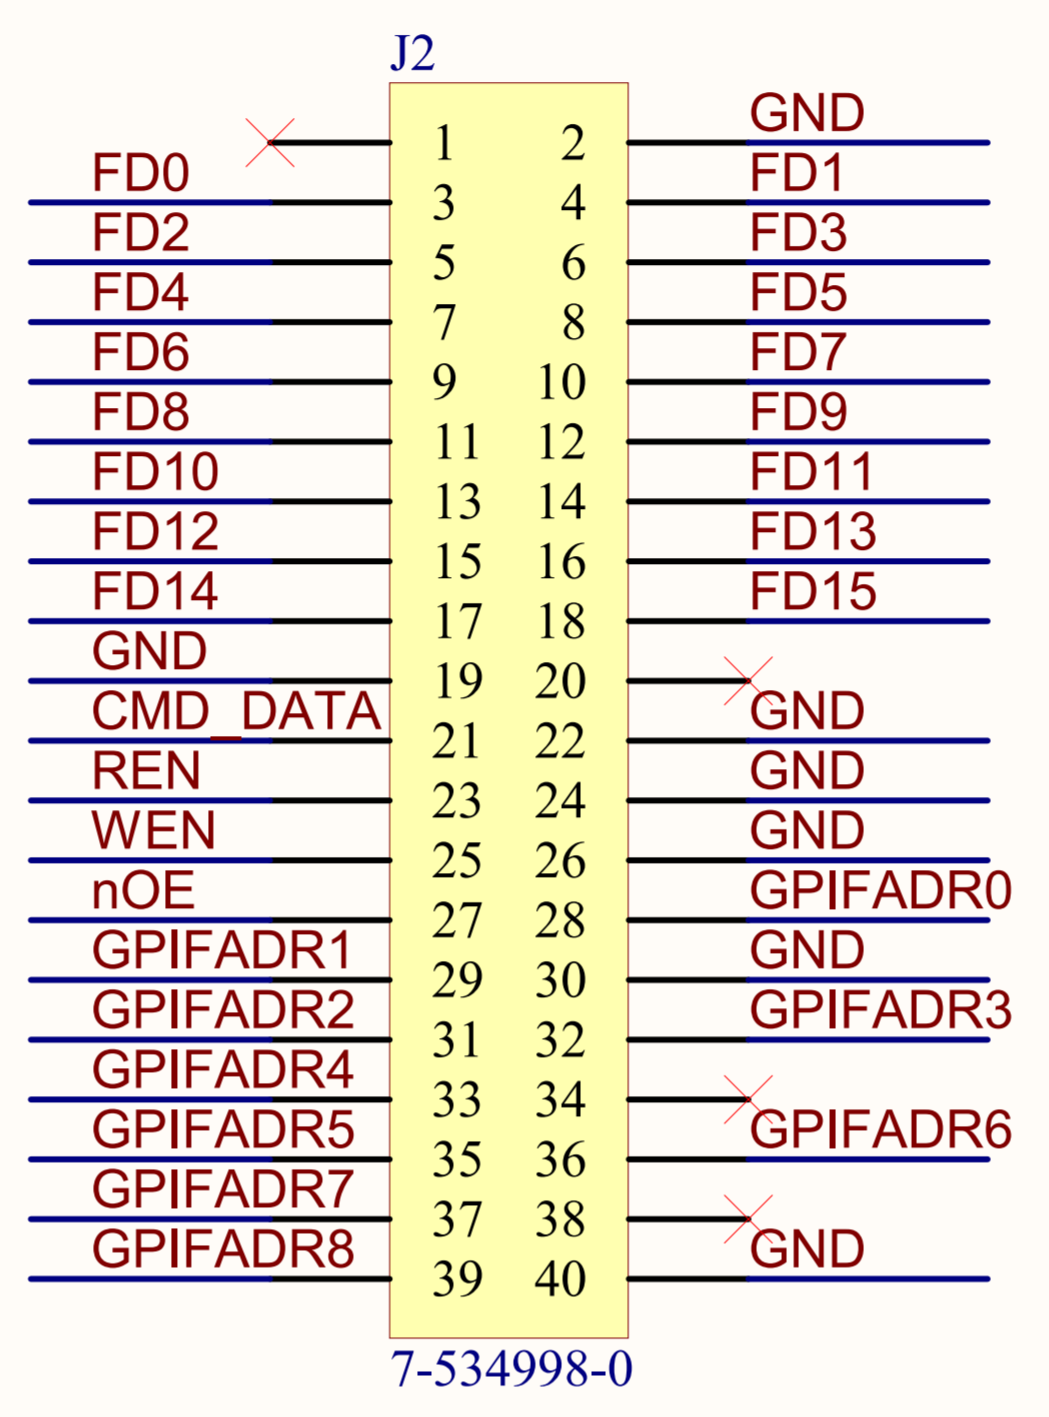 J2
1 2 GND
FD0 3 4 FD1
FD2 5 6 FD3
FD4 7 8 FD5
FD6 9 10 FD7
FD8 11 12 FD9
FD10 13 14 FD11
FD12 15 16 FD13
FD14 17 18 FD15
GND 19 20
CMD_DATA 21 22 GND
REN 23 24 GND
WEN 25 26 GND
nOE 27 28 GPIFADR0
GPIFADR1 29 30 GND
GPIFADR2 31 32 GPIFADR3
GPIFADR4 33 34
GPIFADR5 35 36 GPIFADR6
GPIFADR7 37 38
GPIFADR8 39 40 GND
7-534998-0